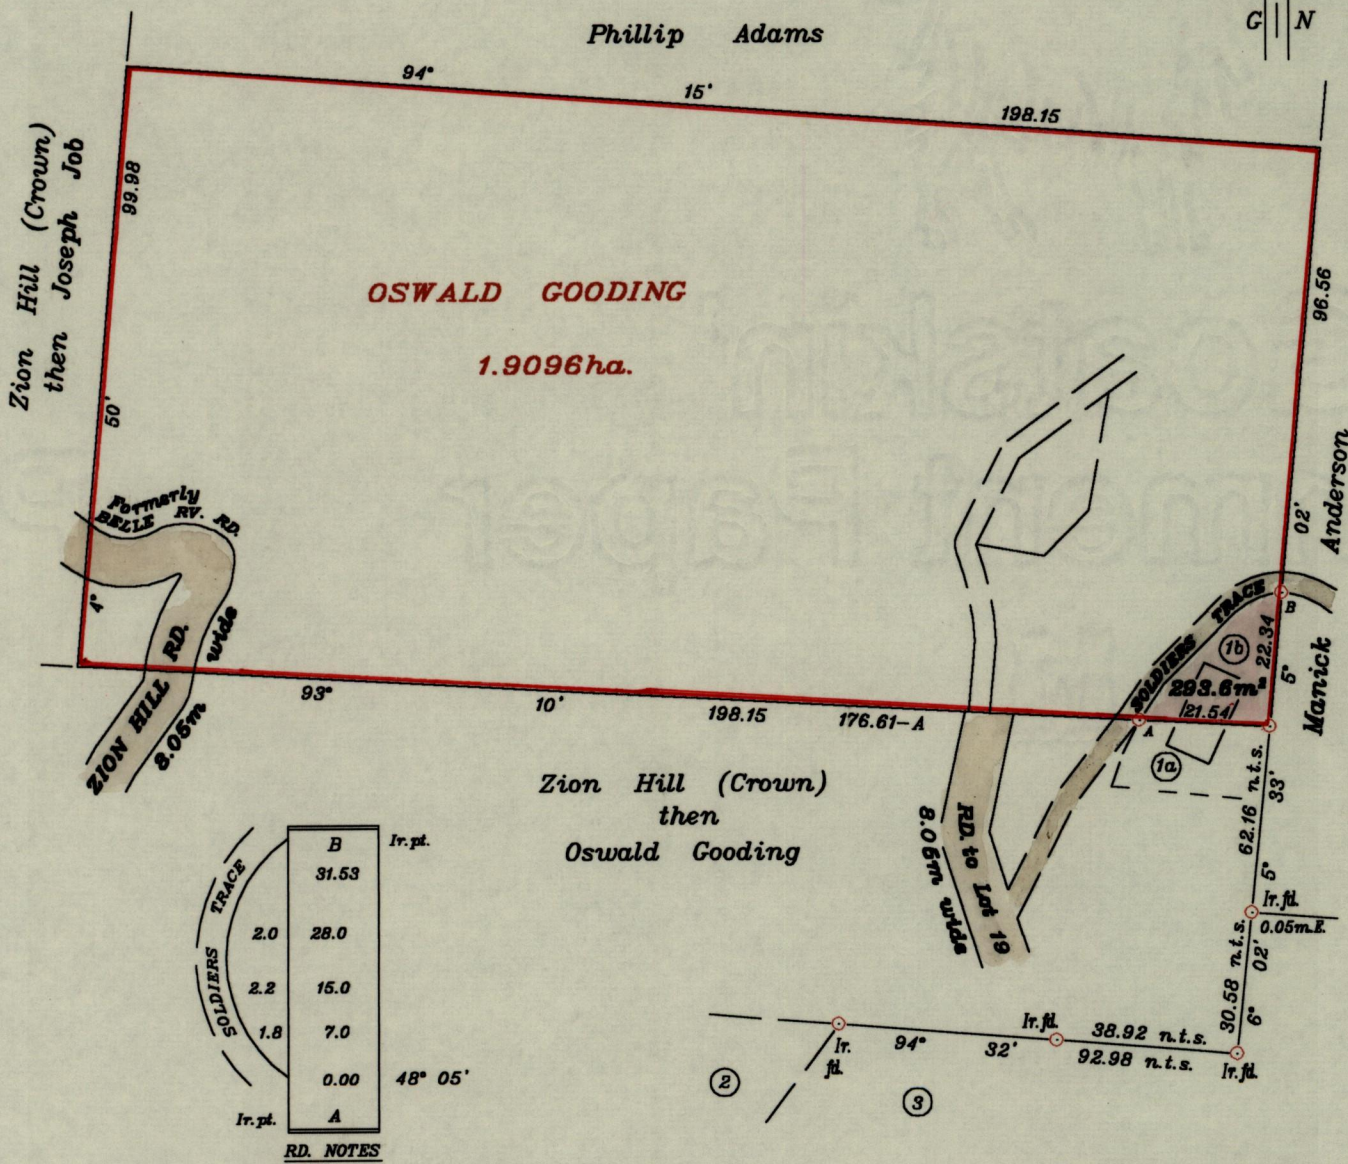 G N
Phillip Adams
94° 15' 198.15
Zion Hill (Crown)
then Joseph Job
99.98
50'
4°
OSWALD GOODING
1.9096ha.
96.56
02'
5°
Anderson
Manick
Formerly
BELLE RV. RD.
ZION HILL RD.
8.05m wide
SOLDIERS TRACE
B
1b
22.34
293.6m²
/21.54/
A
1a
93° 10' 198.15 176.61-A
Zion Hill (Crown)
then
Oswald Gooding
RD. to Lot 19
8.05m wide
62.16 n.t.s.
5° 33'
Ir.fd.
0.05m.E.
30.58 n.t.s.
6° 02'
Ir.fd.
38.92 n.t.s.
94° 32' 92.98 n.t.s.
Ir.
fd.
Ir.fd.
2
3
SOLDIERS TRACE
B Ir.pt.
31.53
2.0 28.0
2.2 15.0
1.8 7.0
0.00 48° 05'
Ir.pt. A
RD. NOTES